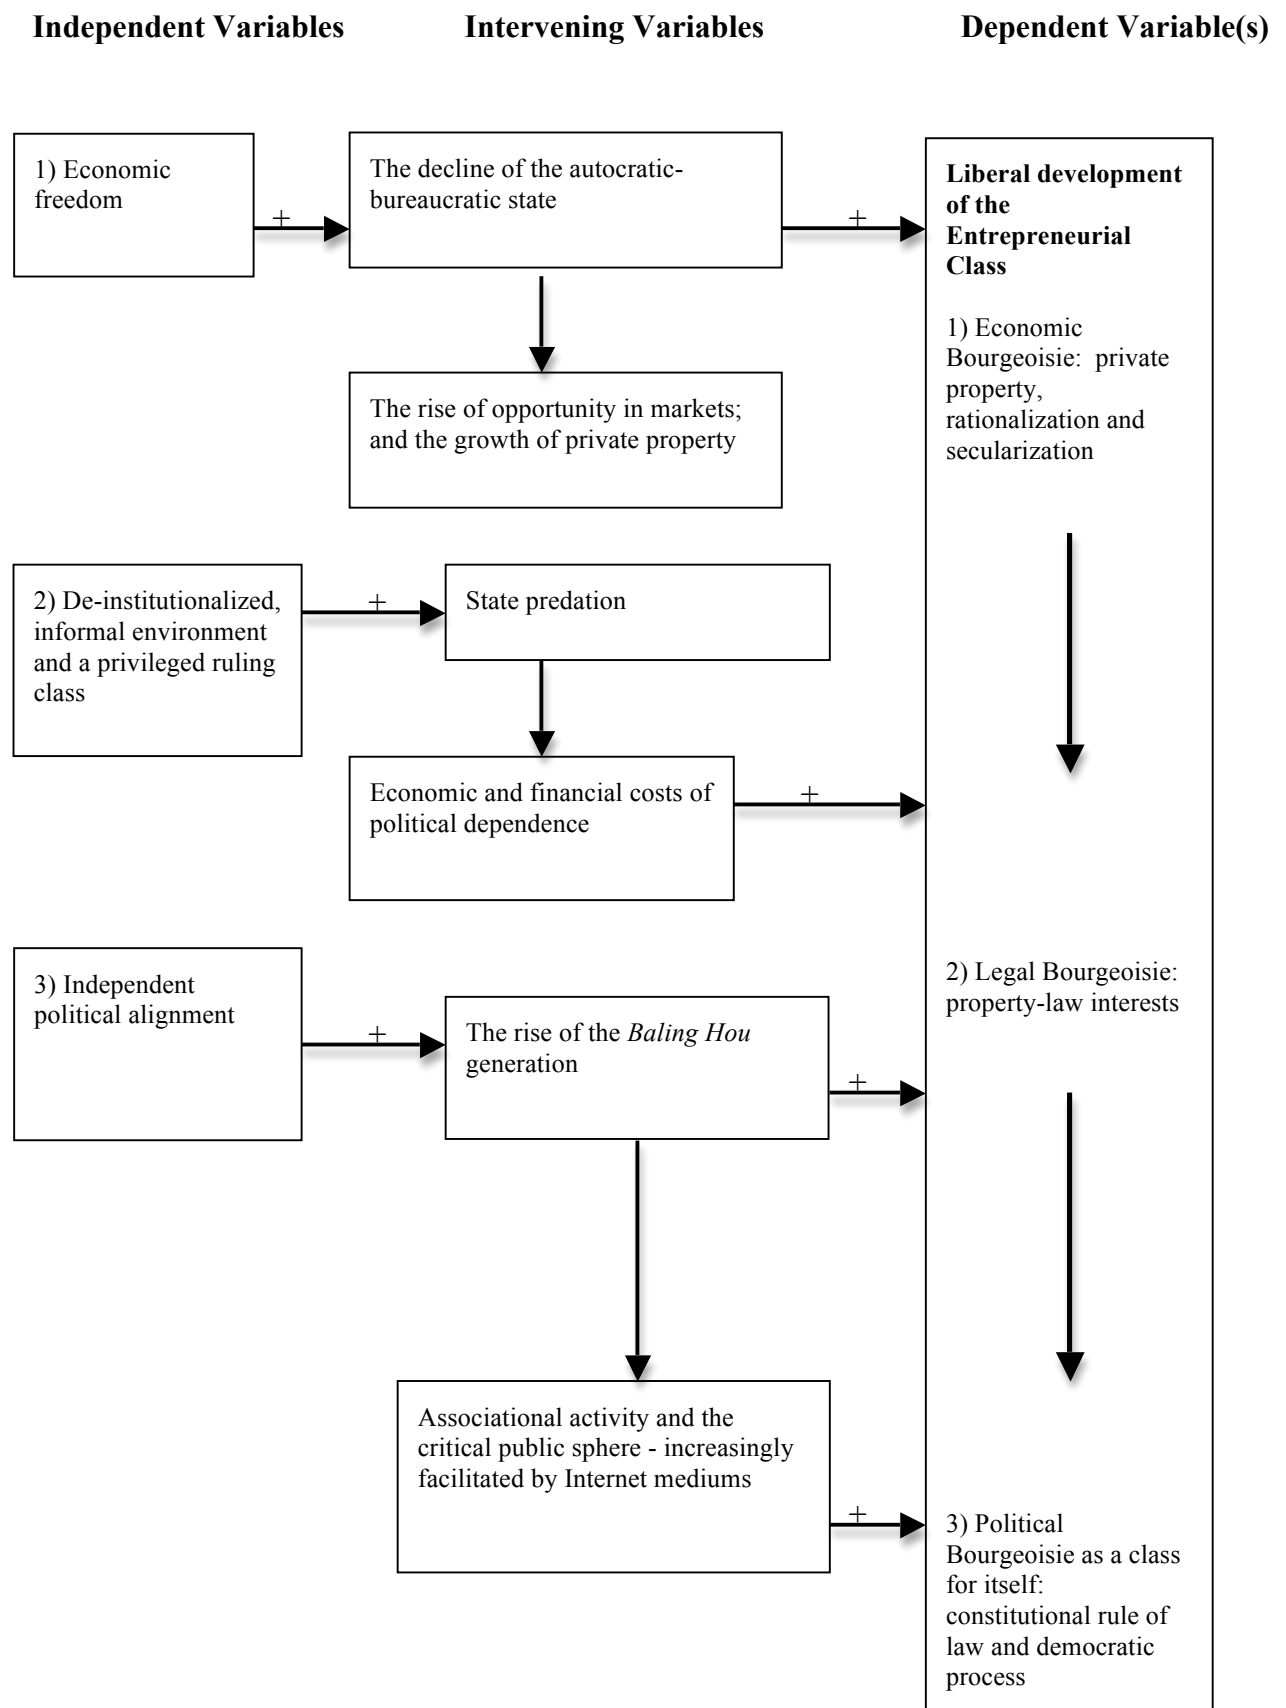 Independent Variables
Intervening Variables
Dependent Variable(s)
1) Economic
freedom
+
The decline of the autocratic-
bureaucratic state
+
The rise of opportunity in markets;
and the growth of private property
2) De-institutionalized,
informal environment
and a privileged ruling
class
+
State predation
Economic and financial costs of
political dependence
+
3) Independent
political alignment
+
The rise of the Baling Hou
generation
+
Associational activity and the
critical public sphere - increasingly
facilitated by Internet mediums
+
Liberal development
of the
Entrepreneurial
Class
1) Economic
Bourgeoisie:  private
property,
rationalization and
secularization
2) Legal Bourgeoisie:
property-law interests
3) Political
Bourgeoisie as a class
for itself:
constitutional rule of
law and democratic
process